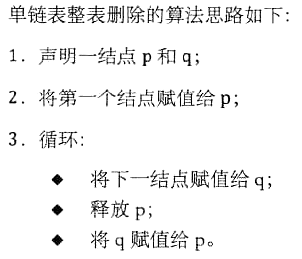 单链表整表删除的算法思路如下:
1. 声明一结点 p 和 q;
2. 将第一个结点赋值给 p;
3. 循环:
◆ 将下一结点赋值给 q;
◆ 释放 p;
◆ 将 q 赋值给 p。